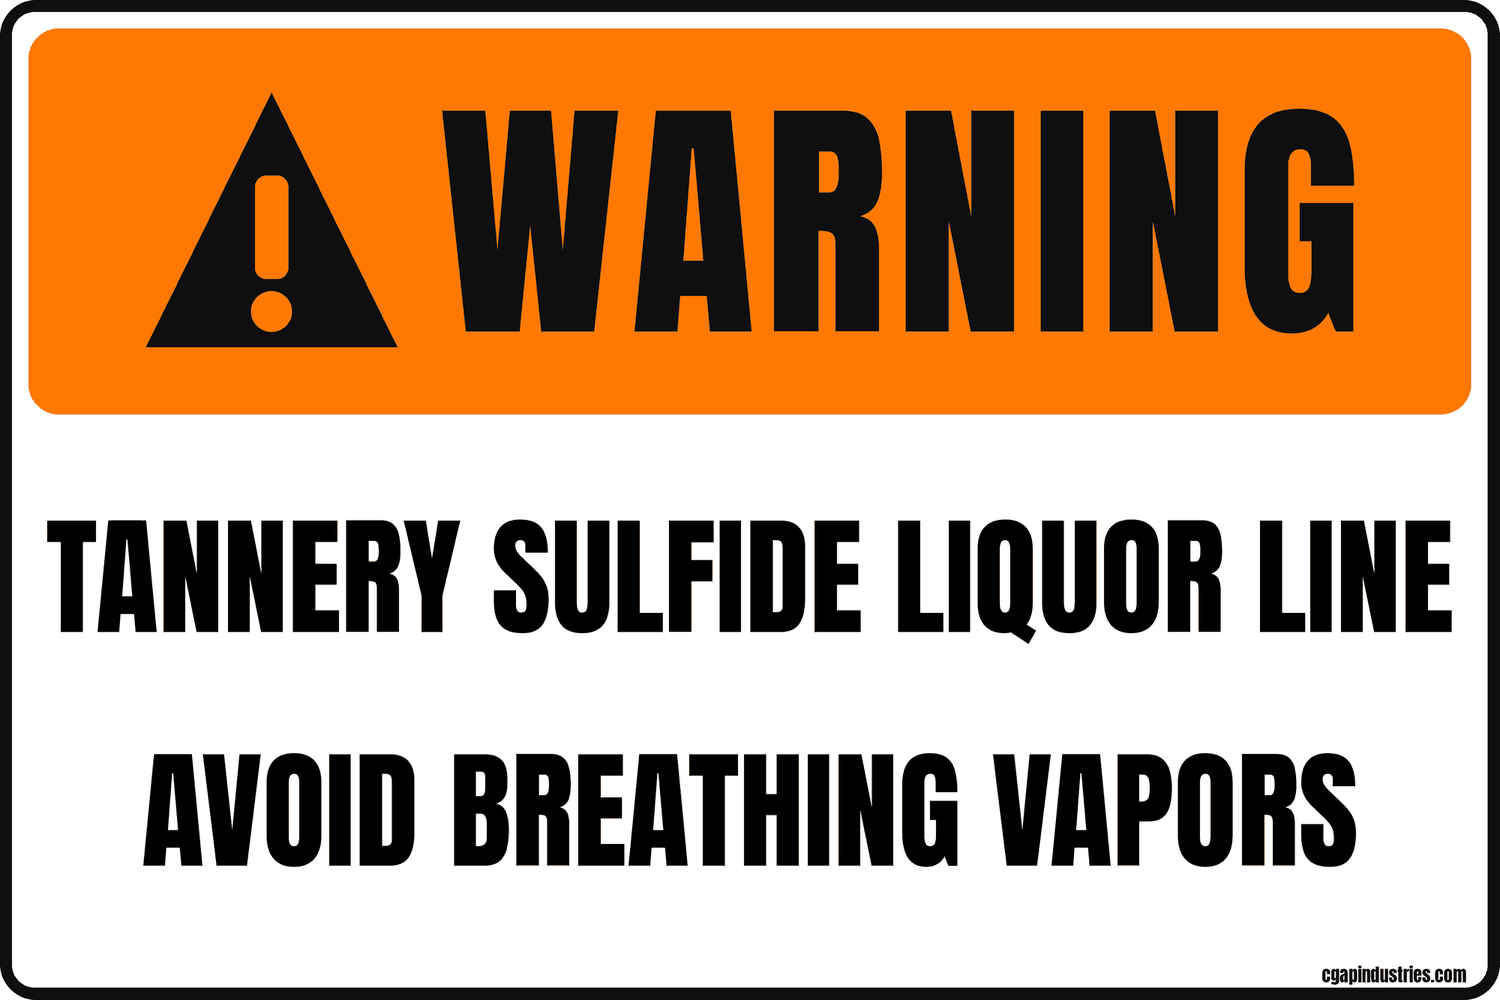 WARNING
TANNERY SULFIDE LIQUOR LINE
AVOID BREATHING VAPORS
cgapindustries.com